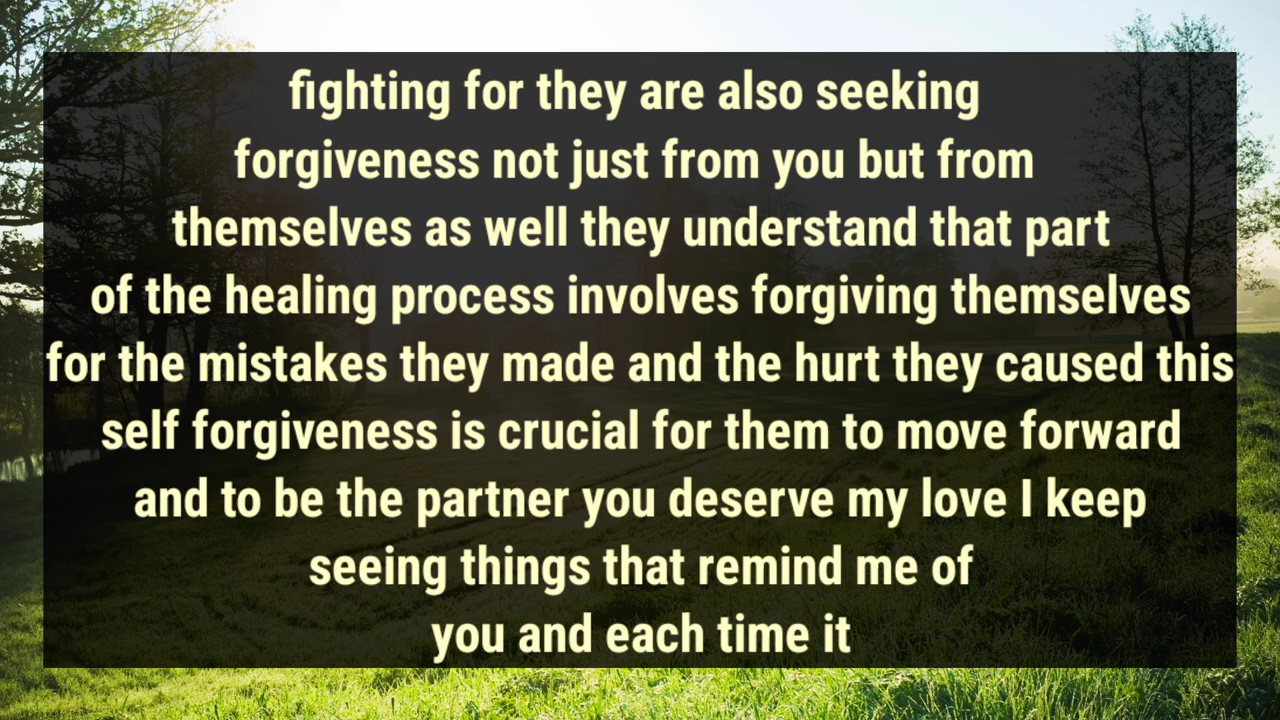 fighting for they are also seeking
forgiveness not just from you but from
themselves as well they understand that part
of the healing process involves forgiving themselves
for the mistakes they made and the hurt they caused this
self forgiveness is crucial for them to move forward
and to be the partner you deserve my love I keep
seeing things that remind me of
you and each time it